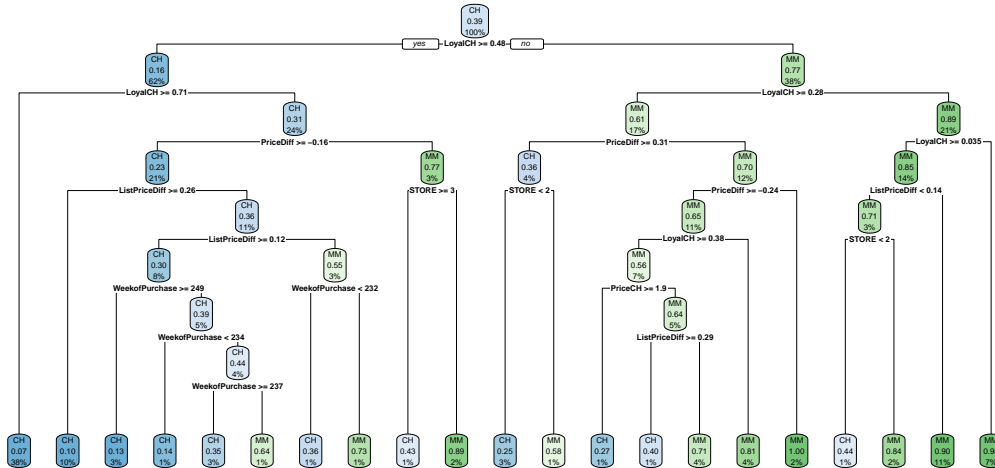 CH
0.39
100%
yes LoyalCH >= 0.48 no
CH
0.16
62%
MM
0.77
38%
LoyalCH >= 0.71
LoyalCH >= 0.28
CH
0.31
24%
MM
0.61
17%
MM
0.89
21%
PriceDiff >= −0.16
PriceDiff >= 0.31
LoyalCH >= 0.035
CH
0.23
21%
MM
0.77
3%
CH
0.36
4%
MM
0.70
12%
MM
0.85
14%
ListPriceDiff >= 0.26
STORE >= 3
STORE < 2
PriceDiff >= −0.24
ListPriceDiff < 0.14
CH
0.36
11%
MM
0.65
11%
MM
0.71
3%
ListPriceDiff >= 0.12
LoyalCH >= 0.38
STORE < 2
CH
0.30
8%
MM
0.55
3%
MM
0.56
7%
WeekofPurchase >= 249
WeekofPurchase < 232
PriceCH >= 1.9
CH
0.39
5%
MM
0.64
5%
WeekofPurchase < 234
ListPriceDiff >= 0.29
CH
0.44
4%
WeekofPurchase >= 237
CH
0.07
38%
CH
0.10
10%
CH
0.13
3%
CH
0.14
1%
CH
0.35
3%
MM
0.64
1%
CH
0.36
1%
MM
0.73
1%
CH
0.43
1%
MM
0.89
2%
CH
0.25
3%
MM
0.58
1%
CH
0.27
1%
CH
0.40
1%
MM
0.71
4%
MM
0.81
4%
MM
1.00
2%
CH
0.44
1%
MM
0.84
2%
MM
0.90
11%
7%